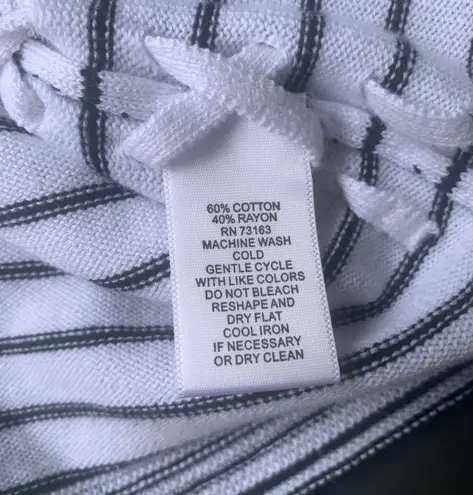 60% COTTON
40% RAYON
RN 73163
MACHINE WASH
COLD
GENTLE CYCLE
WITH LIKE COLORS
DO NOT BLEACH
RESHAPE AND
DRY FLAT
COOL IRON
IF NECESSARY
OR DRY CLEAN